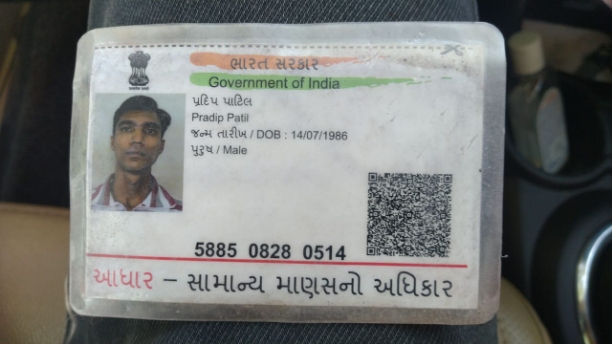 ભારત સરકાર
Government of India
પ્રદિપ પાટિલ
Pradip Patil
જન્મ તારીખ / DOB : 14/07/1986
પુરુષ / Male
5885 0828 0514
આધાર – સામાન્ય માણસનો અધિકાર